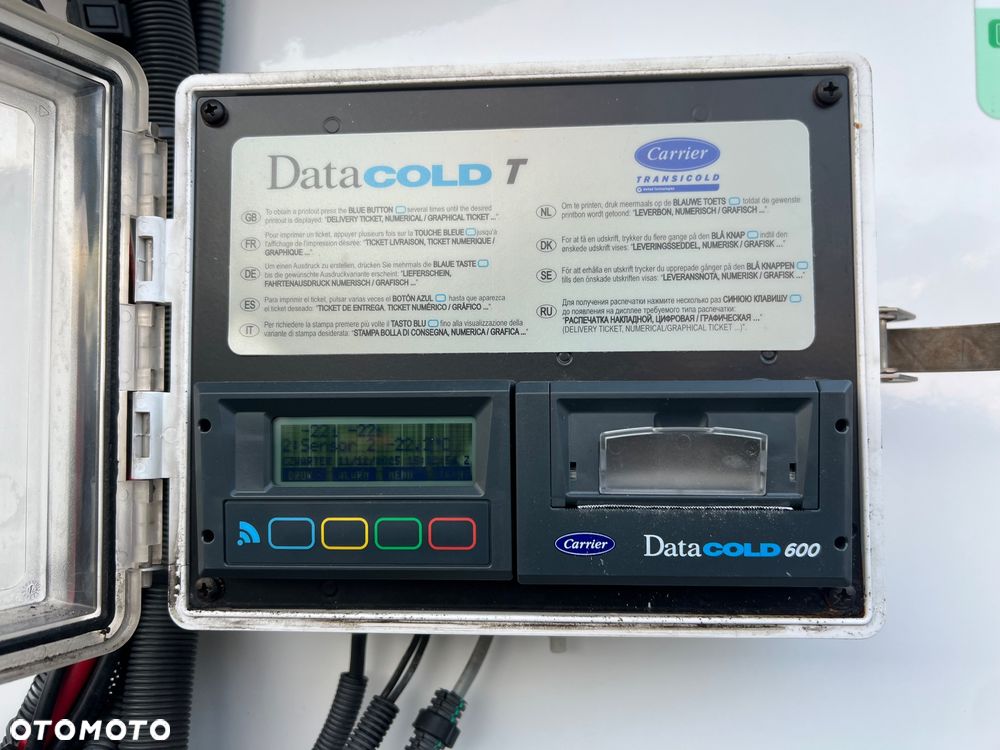 DataCOLD T
Carrier
TRANSICOLD
GB
To obtain a printout press the BLUE BUTTON several times until the desired
printout is displayed: "DELIVERY TICKET, NUMERICAL / GRAPHICAL TICKET ..."
FR
Pour imprimer un ticket, appuyer plusieurs fois sur la TOUCHE BLEUE jusqu'à
l'affichage de l'impression désirée: "TICKET LIVRAISON, TICKET NUMERIQUE /
GRAPHIQUE ..."
DE
Um einen Ausdruck zu erstellen, drücken Sie mehrmals die BLAUE TASTE
bis die gewünschte Ausdruckvariante erscheint: "LIEFERSCHEIN,
FAHRTENAUSDRUCK NUMERISCH / GRAFISCH ..."
ES
Para imprimir el ticket, pulsar varias veces el BOTÓN AZUL hasta que aparezca
el ticket deseado: "TICKET DE ENTREGA, TICKET NUMÉRICO / GRÁFICO ..."
IT
Per richiedere la stampa premere più volte il TASTO BLU fino alla visualizzazione della
variante di stampa desiderata: "STAMPA BOLLA DI CONSEGNA, NUMERICA / GRAFICA ..."
NL
Om te printen, druk meermaals op de BLAUWE TOETS totdat de gewenste
printbon wordt getoond: "LEVERBON, NUMERISCH / GRAFISCH ..."
DK
For at få en udskrift, trykker du flere gange på den BLÅ KNAP indtil den
ønskede udskrift vises: "LEVERINGSSEDDEL, NUMERISK / GRAFISK ..."
SE
För att erhålla en utskrift trycker du upprepade gånger på den BLÅ KNAPPEN
tills den önskade utskriften visas: "LEVERANSNOTA, NUMERISK / GRAFISK ..."
RU
Для получения распечатки нажмите несколько раз СИНЮЮ КЛАВИШУ
до появления на дисплее требуемого типа распечатки:
"РАСПЕЧАТКА НАКЛАДНОЙ, ЦИФРОВАЯ / ГРАФИЧЕСКАЯ ..."
(DELIVERY TICKET, NUMERICAL/GRAPHICAL TICKET ...)".
2:Sensor 2
Carrier
DataCOLD 600
OTOMOTO